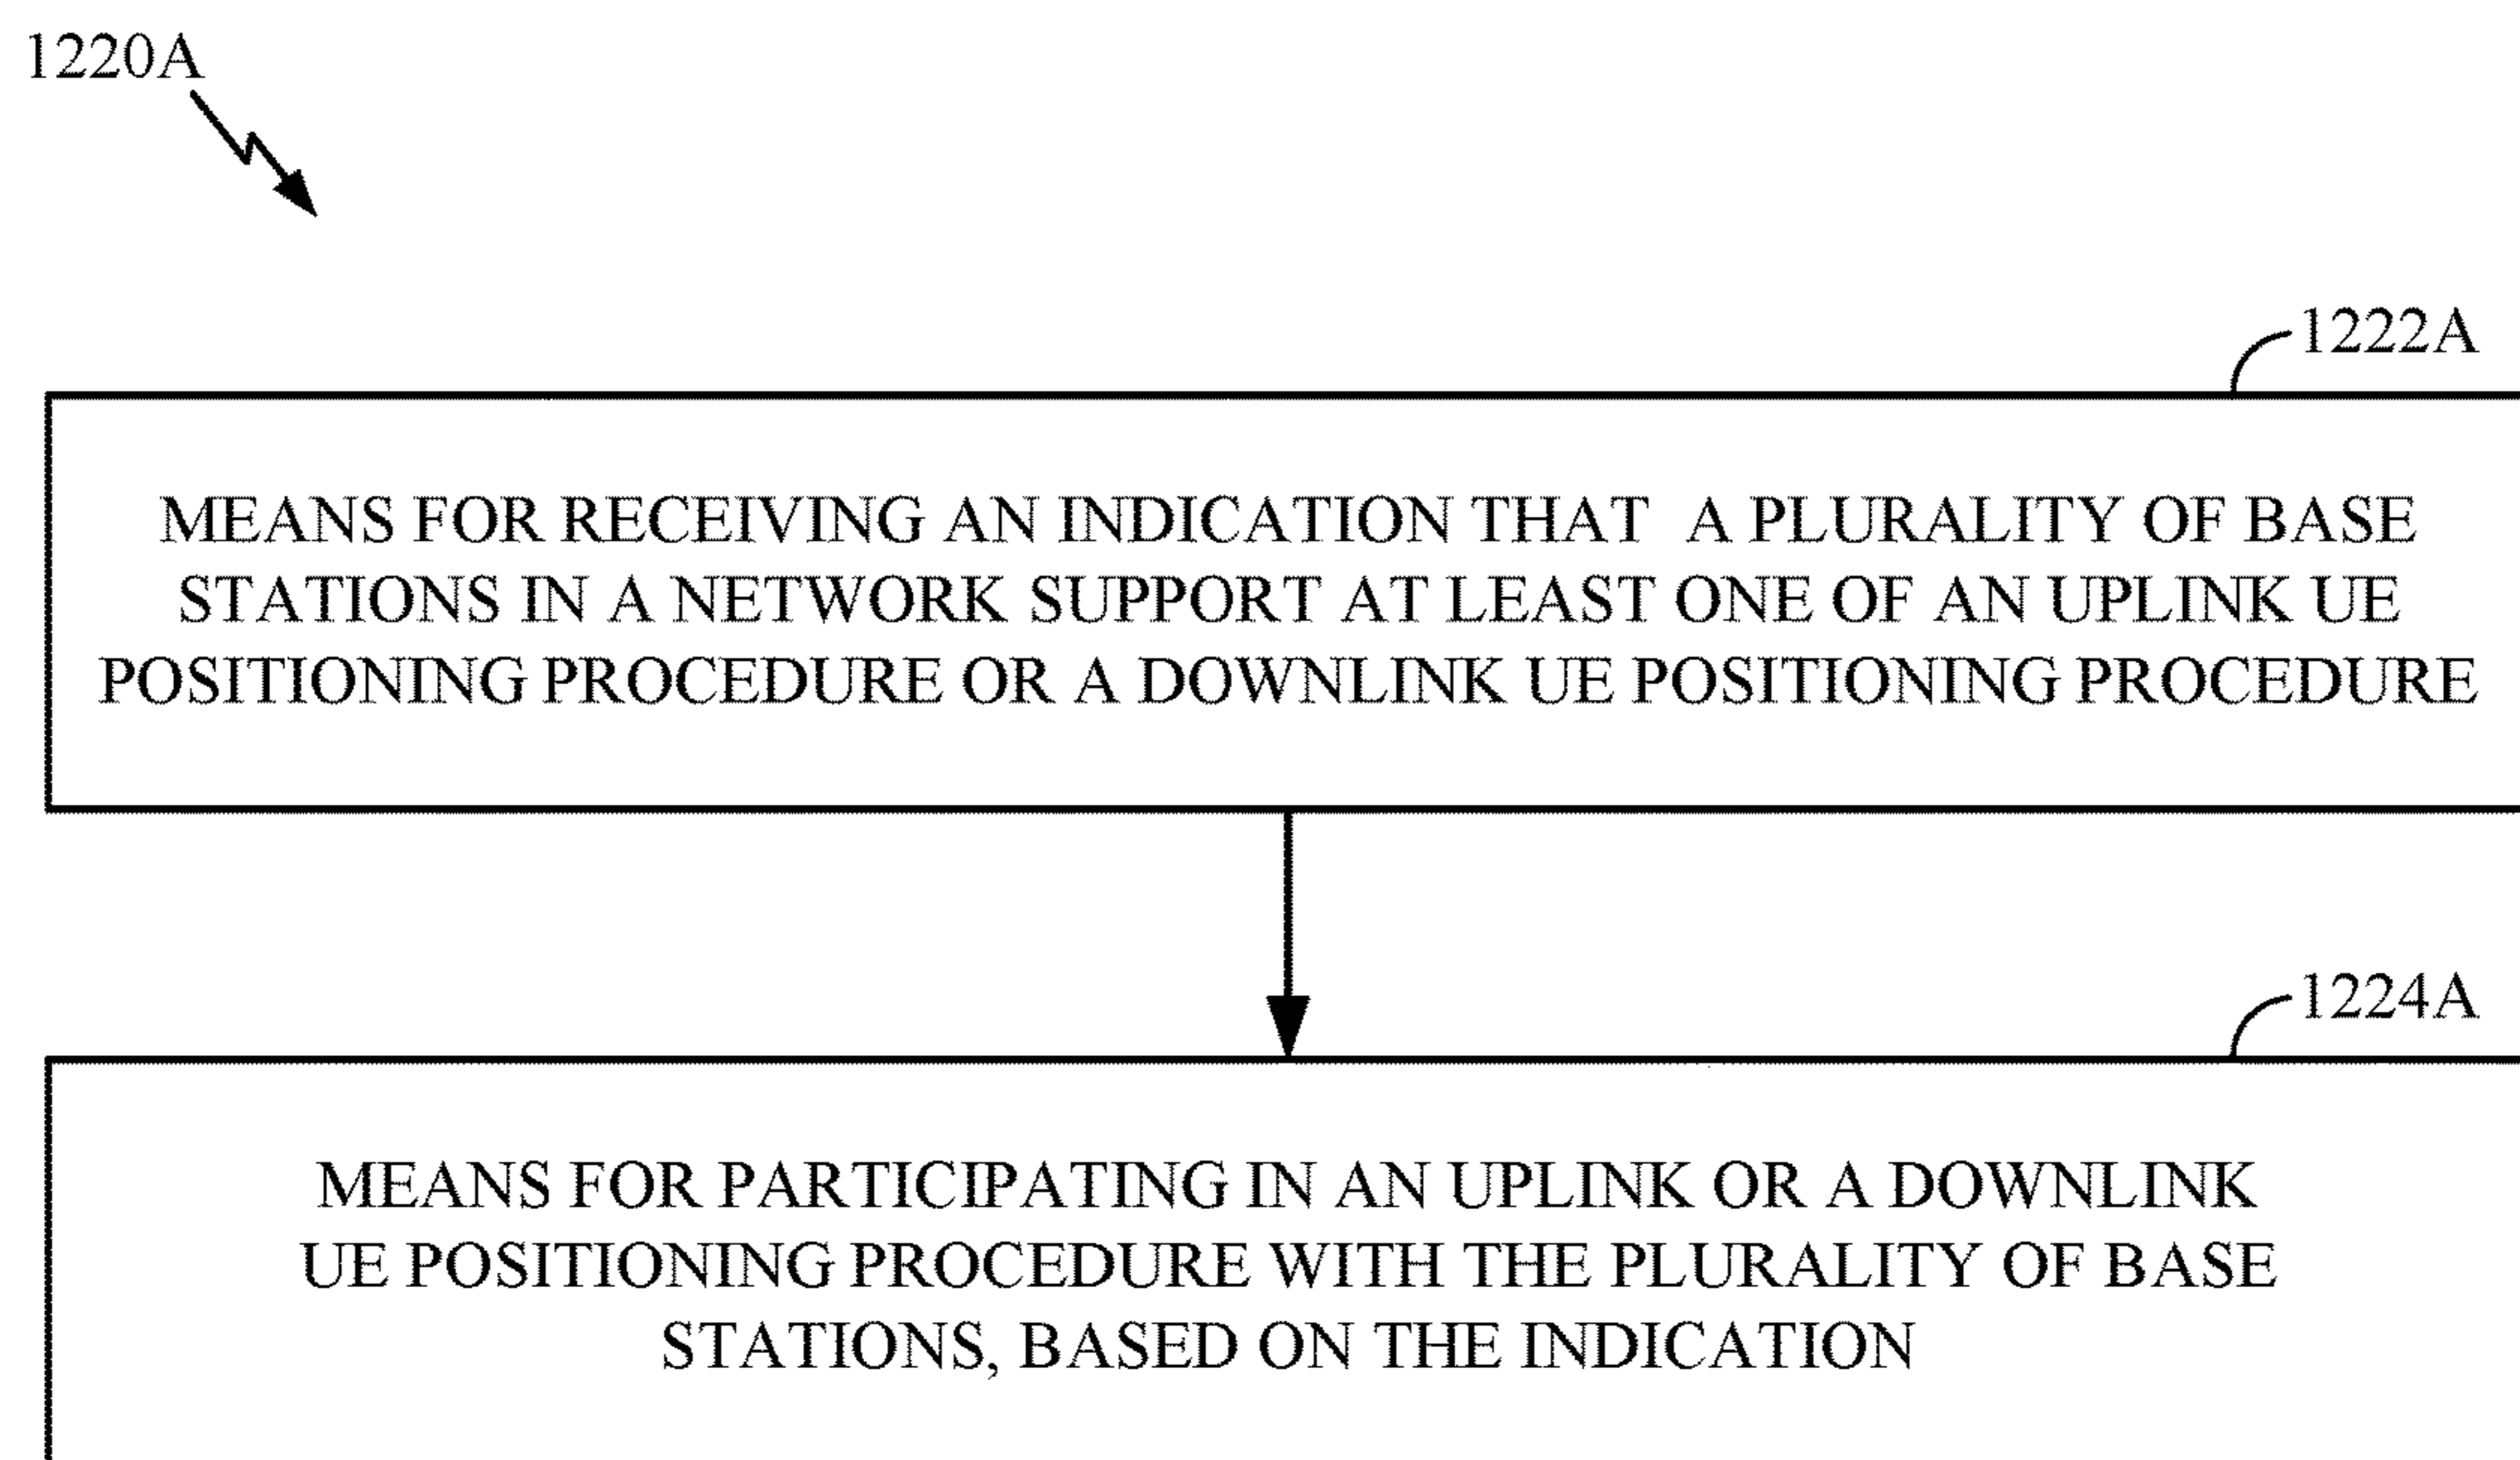 1220A
1222A
MEANS FOR RECEIVING AN INDICATION THAT A PLURALITY OF BASE
STATIONS IN A NETWORK SUPPORT AT LEAST ONE OF AN UPLINK UE
POSITIONING PROCEDURE OR A DOWNLINK UE POSITIONING PROCEDURE
1224A
MEANS FOR PARTICIPATING IN AN UPLINK OR A DOWNLINK
UE POSITIONING PROCEDURE WITH THE PLURALITY OF BASE
STATIONS, BASED ON THE INDICATION